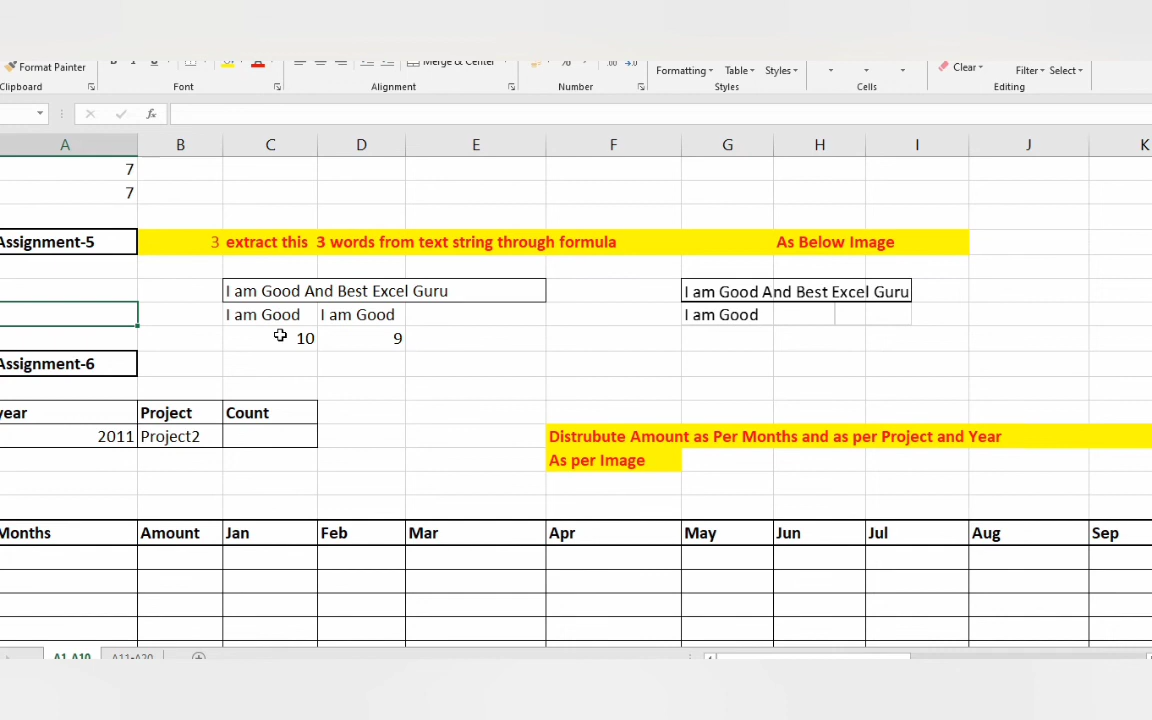 Format Painter
B I U
Merge & Center
%
.00 .0
Formatting Table Styles
Clear
Filter Select
Clipboard
Font
Alignment
Number
Styles
Cells
Editing
fx
A B C D E F G H I J K
7
7
Assignment-5 3 extract this 3 words from text string through formula As Below Image
I am Good And Best Excel Guru I am Good And Best Excel Guru
I am Good I am Good I am Good
10 9
Assignment-6
year Project Count
2011 Project2 Distrubute Amount as Per Months and as per Project and Year
As per Image
Months Amount Jan Feb Mar Apr May Jun Jul Aug Sep
A1-A10 A11-A20